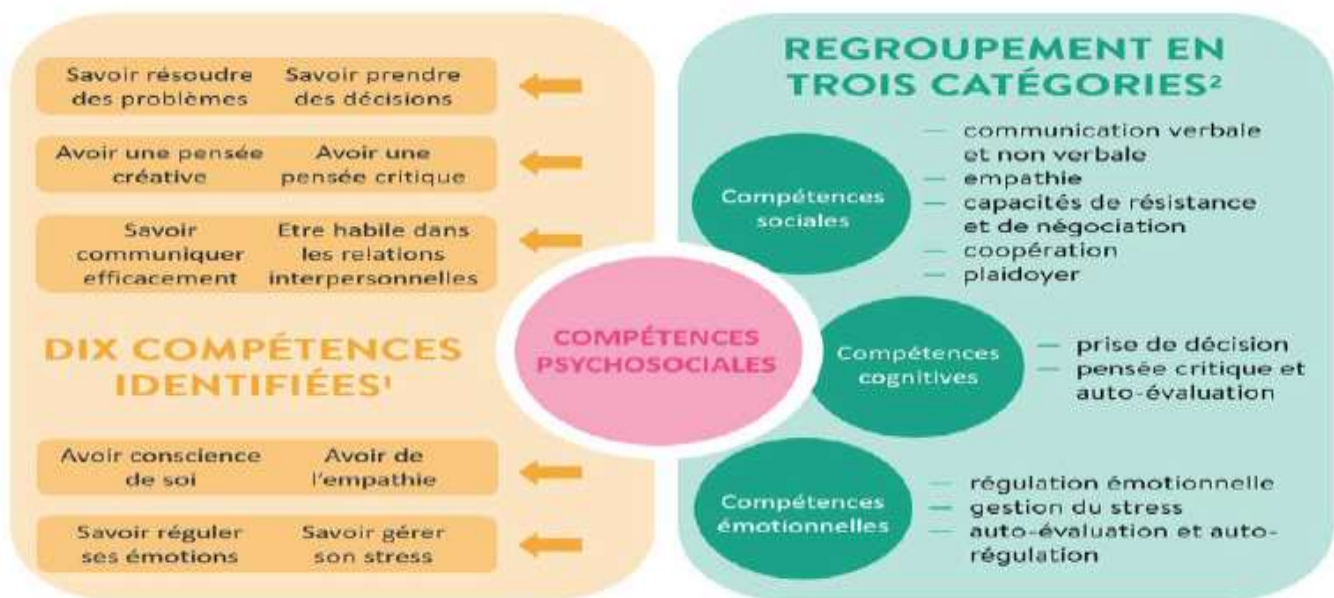 Savoir résoudre
des problèmes
Savoir prendre
des décisions
Avoir une pensée
créative
Avoir une
pensée critique
Savoir
communiquer
efficacement
Etre habile dans
les relations
interpersonnelles
DIX COMPÉTENCES
IDENTIFIÉES¹
Avoir conscience
de soi
Avoir de
l'empathie
Savoir réguler
ses émotions
Savoir gérer
son stress
COMPÉTENCES
PSYCHOSOCIALES
REGROUPEMENT EN
TROIS CATÉGORIES²
Compétences
sociales
— communication verbale
et non verbale
— empathie
— capacités de résistance
et de négociation
— coopération
— plaidoyer
Compétences
cognitives
— prise de décision
— pensée critique et
auto-évaluation
Compétences
émotionnelles
— régulation émotionnelle
— gestion du stress
— auto-évaluation et auto-
régulation